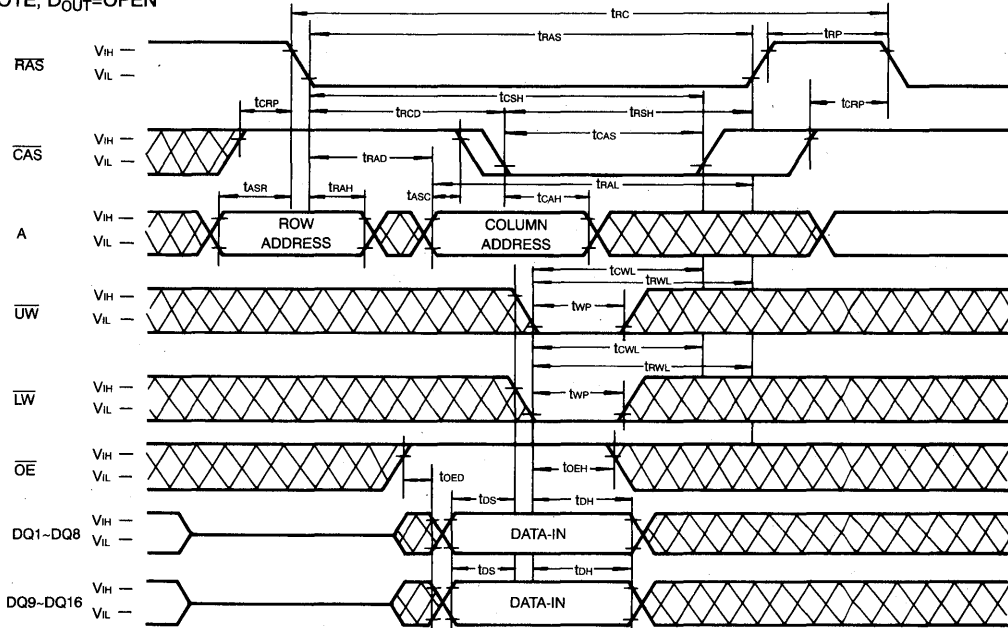 NOTE, DOUT=OPEN
tRC
tRAS
tRP
RAS
VIH
VIL
tCSH
tCRP
tRCD
tRSH
tCRP
CAS
VIH
VIL
tCAS
tRAD
tRAL
tASR
tRAH
tASC
tCAH
A
VIH
VIL
ROW
ADDRESS
COLUMN
ADDRESS
tCWL
tRWL
UW
VIH
VIL
tWP
tCWL
tRWL
LW
VIH
VIL
tWP
OE
VIH
VIL
tOED
tOEH
tDS
tDH
DQ1~DQ8
VIH
VIL
DATA-IN
tDS
tDH
DQ9~DQ16
VIH
VIL
DATA-IN